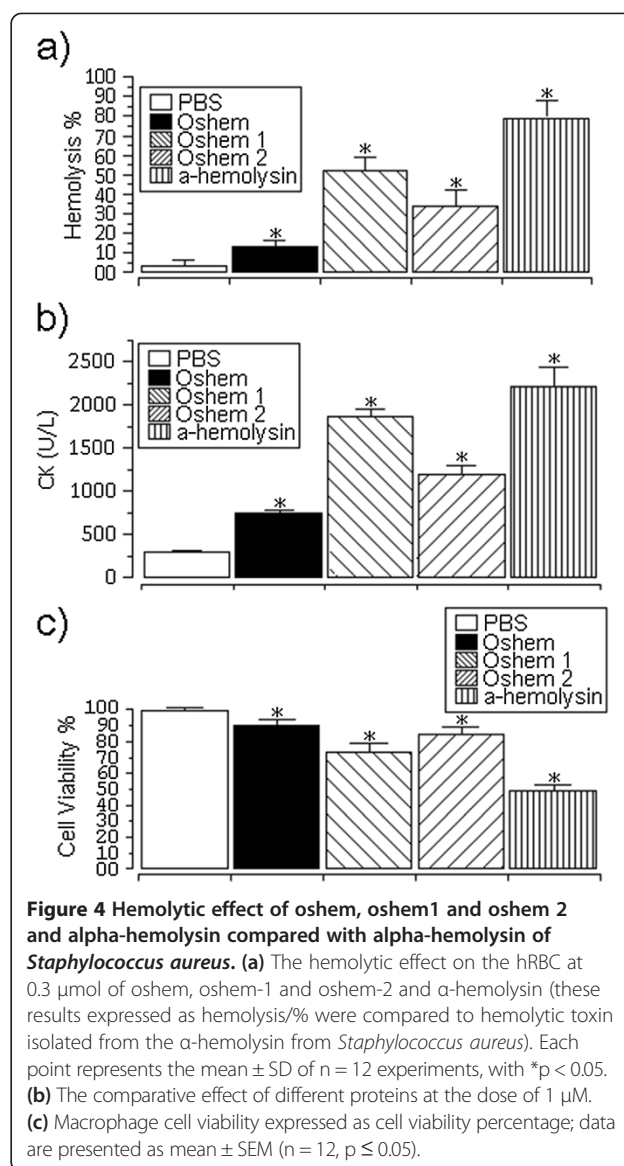 a)
100
90
80
70
60
50
40
30
20
10
00
Hemolysis %
PBS
Oshem
Oshem 1
Oshem 2
a-hemolysin
*
*
*
*
b)
2500
2000
1500
1000
500
0
CK (U/L)
PBS
Oshem
Oshem 1
Oshem 2
a-hemolysin
*
*
*
*
c)
100
90
80
70
60
50
40
30
20
10
00
Cell Viability %
PBS
Oshem
Oshem 1
Oshem 2
a-hemolysin
*
*
*
*
Figure 4 Hemolytic effect of oshem, oshem1 and oshem 2
and alpha-hemolysin compared with alpha-hemolysin of
Staphylococcus aureus. (a) The hemolytic effect on the hRBC at
0.3 μmol of oshem, oshem-1 and oshem-2 and α-hemolysin (these
results expressed as hemolysis/% were compared to hemolytic toxin
isolated from the α-hemolysin from Staphylococcus aureus). Each
point represents the mean ± SD of n = 12 experiments, with *p < 0.05.
(b) The comparative effect of different proteins at the dose of 1 μM.
(c) Macrophage cell viability expressed as cell viability percentage; data
are presented as mean ± SEM (n = 12, p ≤ 0.05).